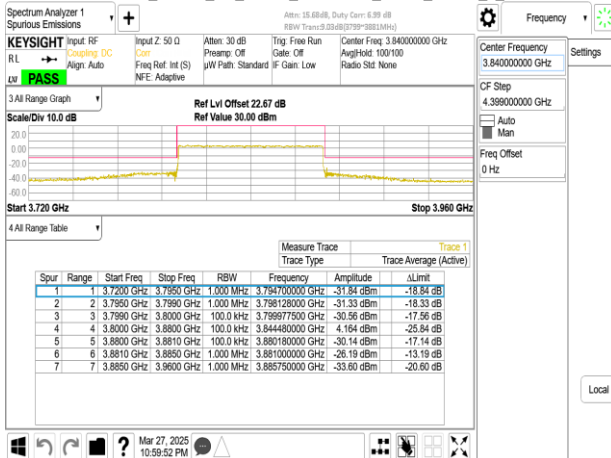 Spectrum Analyzer 1
Spurious Emissions
Attn: 15.68dB, Duty Corr: 6.99 dB
RBW Trans:9.03dB(3799~3881MHz)
Frequency
KEYSIGHT
RL
PASS
Input: RF
Coupling: DC
Align: Auto
Input Z: 50 Ω
Corr
Freq Ref: Int (S)
NFE: Adaptive
Atten: 30 dB
Preamp: Off
µW Path: Standard
Trig: Free Run
Gate: Off
IF Gain: Low
Center Freq: 3.840000000 GHz
Avg|Hold: 100/100
Radio Std: None
Center Frequency
3.840000000 GHz
Settings
CF Step
4.399000000 GHz
Auto
Man
Freq Offset
0 Hz
3 All Range Graph
Scale/Div 10.0 dB
Ref Lvl Offset 22.67 dB
Ref Value 30.00 dBm
20.0
0.00
-20.0
-40.0
-60.0
Start 3.720 GHz
Stop 3.960 GHz
4 All Range Table
Measure Trace Trace 1
Trace Type Trace Average (Active)
Spur Range Start Freq Stop Freq RBW Frequency Amplitude ΔLimit
1 1 3.7200 GHz 3.7950 GHz 1.000 MHz 3.794700000 GHz -31.84 dBm -18.84 dB
2 2 3.7950 GHz 3.7990 GHz 1.000 MHz 3.798128000 GHz -31.33 dBm -18.33 dB
3 3 3.7990 GHz 3.8000 GHz 100.0 kHz 3.799977500 GHz -30.56 dBm -17.56 dB
4 4 3.8000 GHz 3.8800 GHz 100.0 kHz 3.844480000 GHz 4.164 dBm -25.84 dB
5 5 3.8800 GHz 3.8810 GHz 100.0 kHz 3.880180000 GHz -30.14 dBm -17.14 dB
6 6 3.8810 GHz 3.8850 GHz 1.000 MHz 3.881000000 GHz -26.19 dBm -13.19 dB
7 7 3.8850 GHz 3.9600 GHz 1.000 MHz 3.885750000 GHz -33.60 dBm -20.60 dB
Local
?
Mar 27, 2025
10:59:52 PM